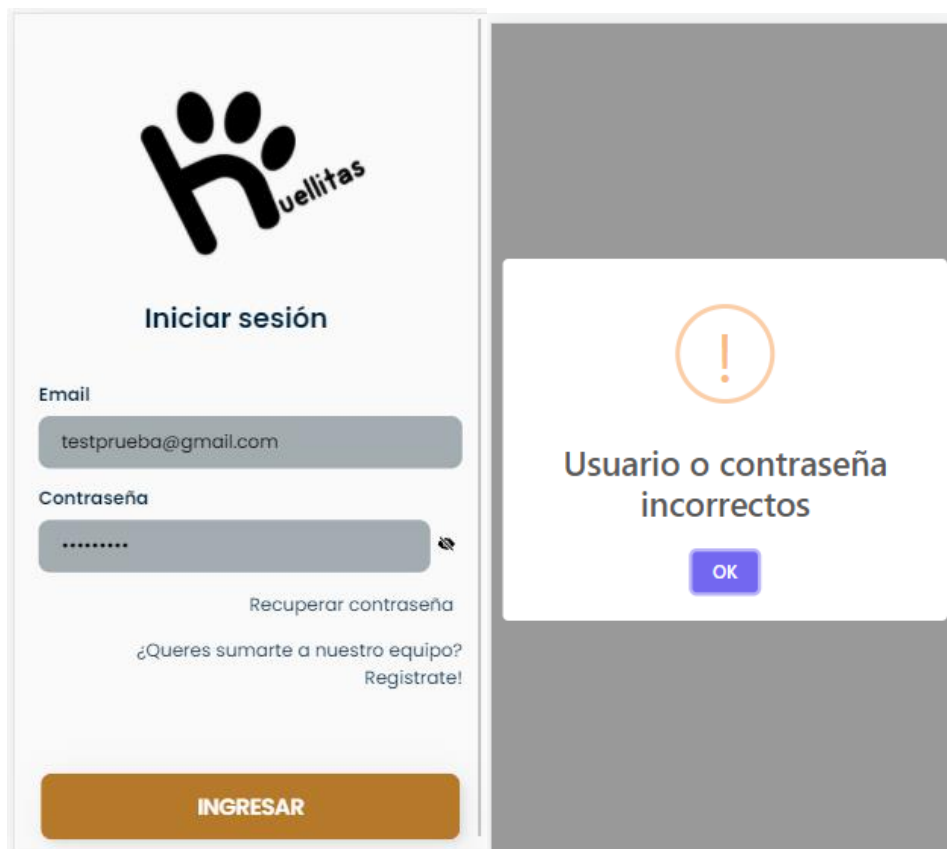 huellitas
Iniciar sesión
Email
testprueba@gmail.com
Contraseña
•••••••••
Recuperar contraseña
¿Queres sumarte a nuestro equipo?
Registrate!
INGRESAR
!
Usuario o contraseña
incorrectos
OK